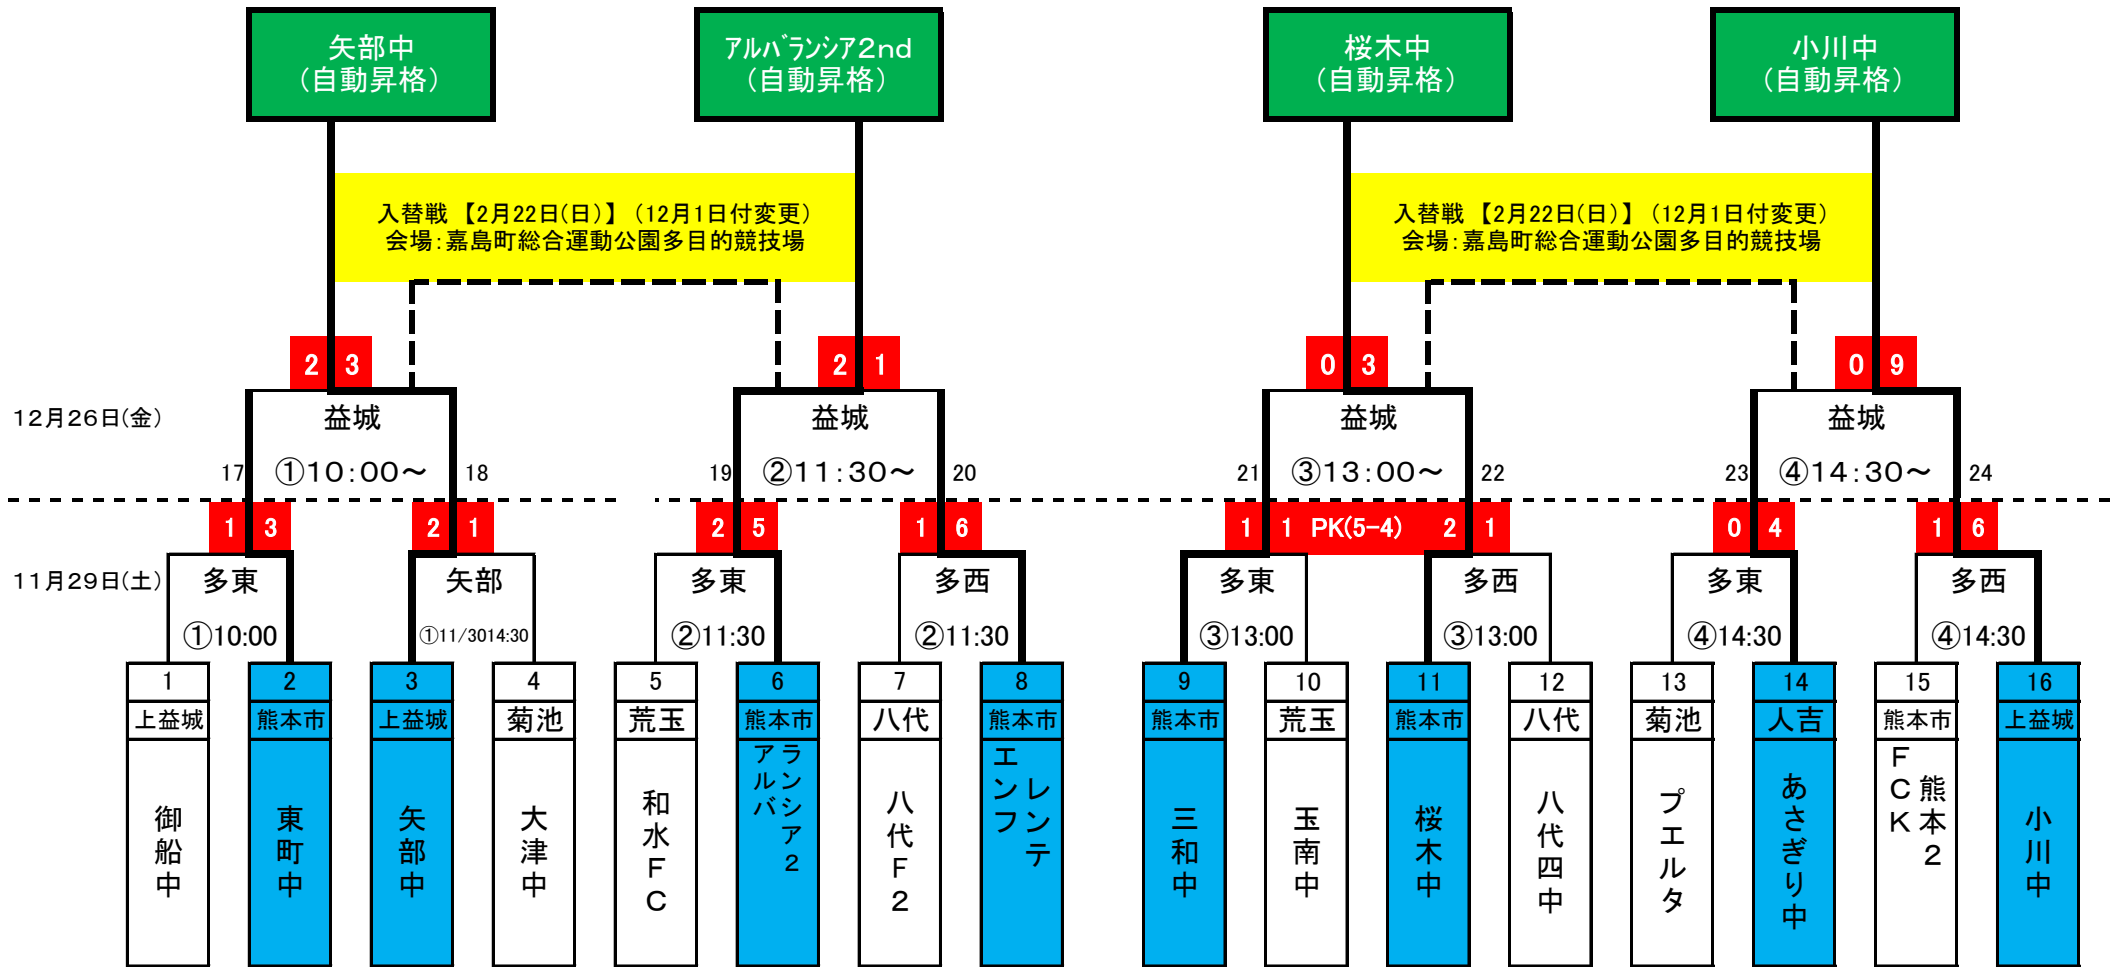 矢部中
（自動昇格）
ｱﾙﾊﾞﾗﾝｼｱ２nd
（自動昇格）
桜木中
（自動昇格）
小川中
（自動昇格）
入替戦 【2月22日(日)】 （12月1日付変更）
会場：嘉島町総合運動公園多目的競技場
入替戦 【2月22日(日)】 （12月1日付変更）
会場：嘉島町総合運動公園多目的競技場
2 3
2 1
0 3
0 9
12月26日(金)
益城
益城
益城
益城
17 ①10：00～ 18
19 ②11：30～ 20
21 ③13：00～ 22
23 ④14：30～ 24
1 3
2 1
2 5
1 6
1 1 PK(5-4) 2 1
0 4
1 6
11月29日(土)
多東
矢部
多東
多西
多東
多西
多東
多西
①10:00
①11/3014:30
②11:30
②11:30
③13:00
③13:00
④14:30
④14:30
1
上益城
御船中
2
熊本市
東町中
3
上益城
矢部中
4
菊池
大津中
5
荒玉
和水ＦＣ
6
熊本市
アルバ
ランシア２
7
八代
八代Ｆ２
8
熊本市
エンフ
レンテ
9
熊本市
三和中
10
荒玉
玉南中
11
熊本市
桜木中
12
八代
八代四中
13
菊池
プエルタ
14
人吉
あさぎり中
15
熊本市
ＦＣＫ
熊本２
16
上益城
小川中